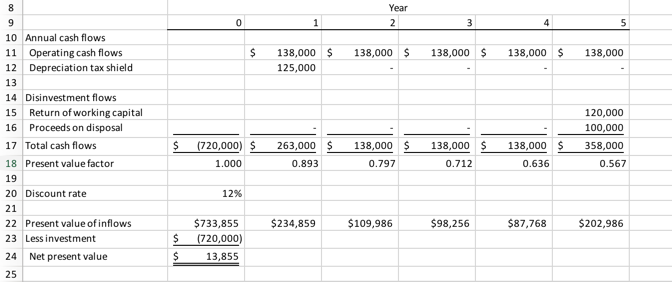 8 Year
9 0 1 2 3 4 5
10 Annual cash flows
11 Operating cash flows $ 138,000 $ 138,000 $ 138,000 $ 138,000 $ 138,000
12 Depreciation tax shield 125,000 - - - -
13
14 Disinvestment flows
15 Return of working capital 120,000
16 Proceeds on disposal - - - - 100,000
17 Total cash flows $ (720,000) $ 263,000 $ 138,000 $ 138,000 $ 138,000 $ 358,000
18 Present value factor 1.000 0.893 0.797 0.712 0.636 0.567
19
20 Discount rate 12%
21
22 Present value of inflows $733,855 $234,859 $109,986 $98,256 $87,768 $202,986
23 Less investment $ (720,000)
24 Net present value $ 13,855
25